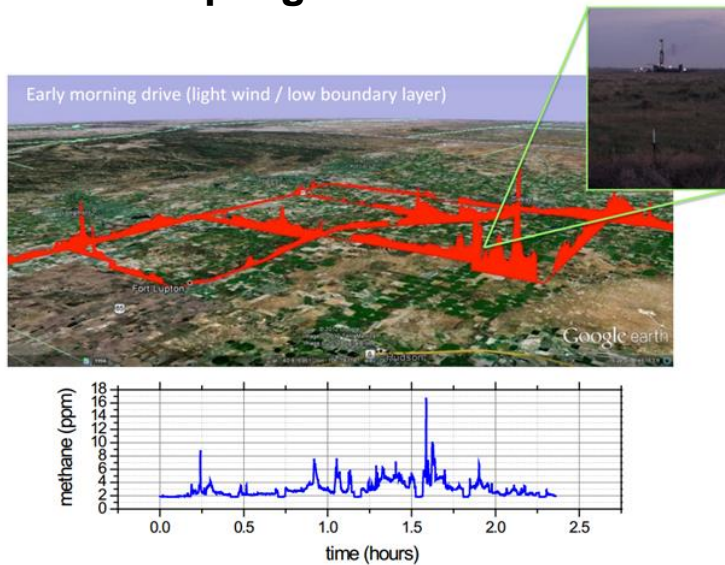 Early morning drive (light wind / low boundary layer)
Fort Lupton
85
Google earth
Hudson
18
16
14
12
10
8
6
4
2
0
methane (ppm)
0.0 0.5 1.0 1.5 2.0 2.5
time (hours)